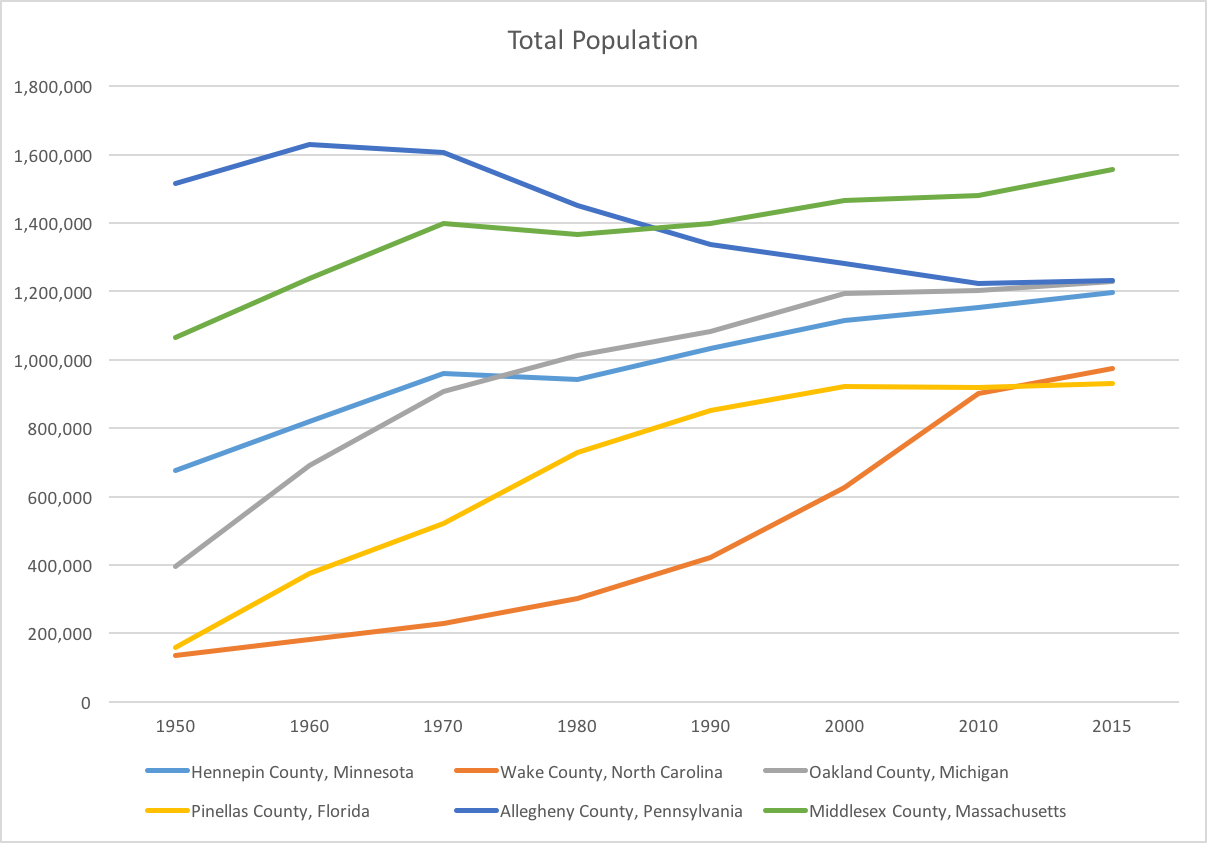 Total Population
1,800,000
1,600,000
1,400,000
1,200,000
1,000,000
800,000
600,000
400,000
200,000
0
1950 1960 1970 1980 1990 2000 2010 2015
Hennepin County, Minnesota Wake County, North Carolina Oakland County, Michigan
Pinellas County, Florida Allegheny County, Pennsylvania Middlesex County, Massachusetts